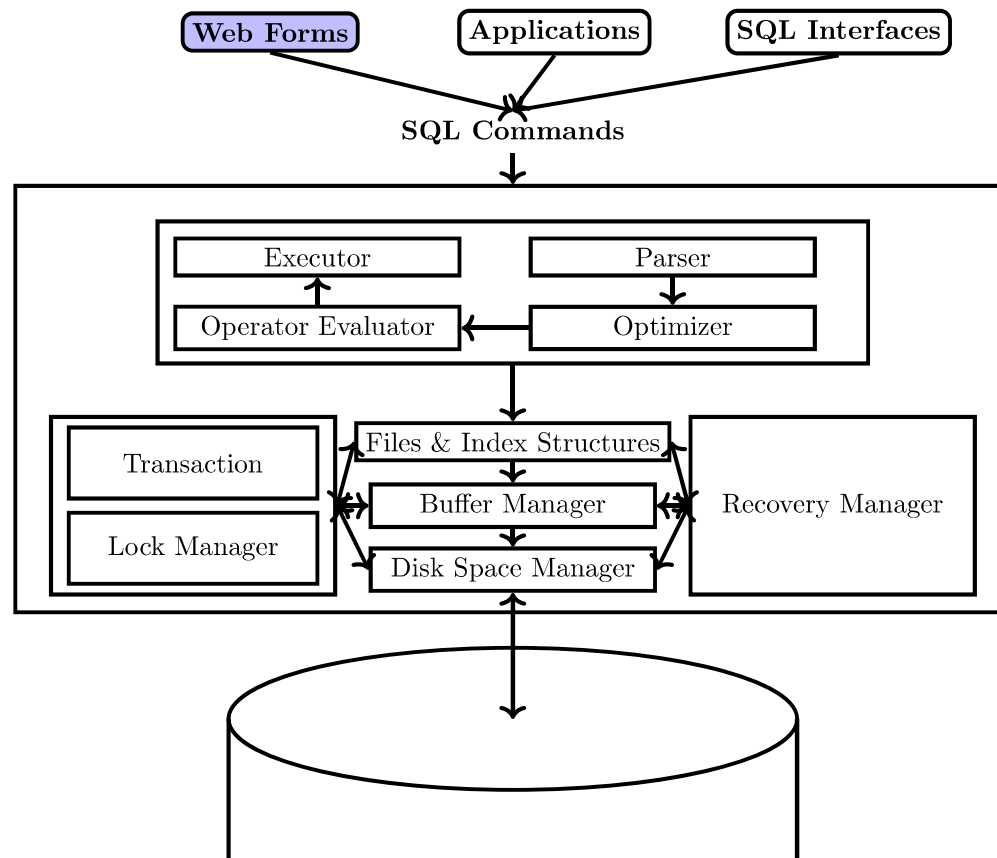 Web Forms
Applications
SQL Interfaces
SQL Commands
Executor
Parser
Operator Evaluator
Optimizer
Files & Index Structures
Transaction
Buffer Manager
Recovery Manager
Lock Manager
Disk Space Manager